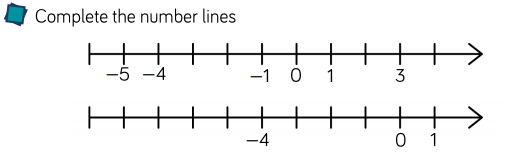 Complete the number lines
−5 −4 −1 0 1 3
−4 0 1